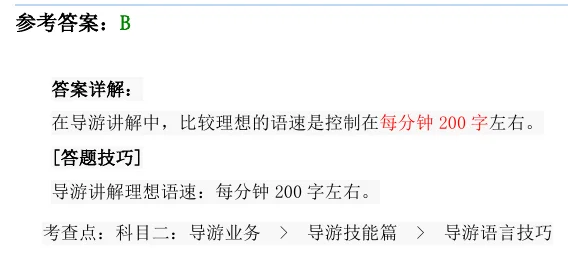 参考答案：B
答案详解：
在导游讲解中，比较理想的语速是控制在每分钟 200 字左右。
[答题技巧]
导游讲解理想语速：每分钟 200 字左右。
考查点：科目二：导游业务 > 导游技能篇 > 导游语言技巧